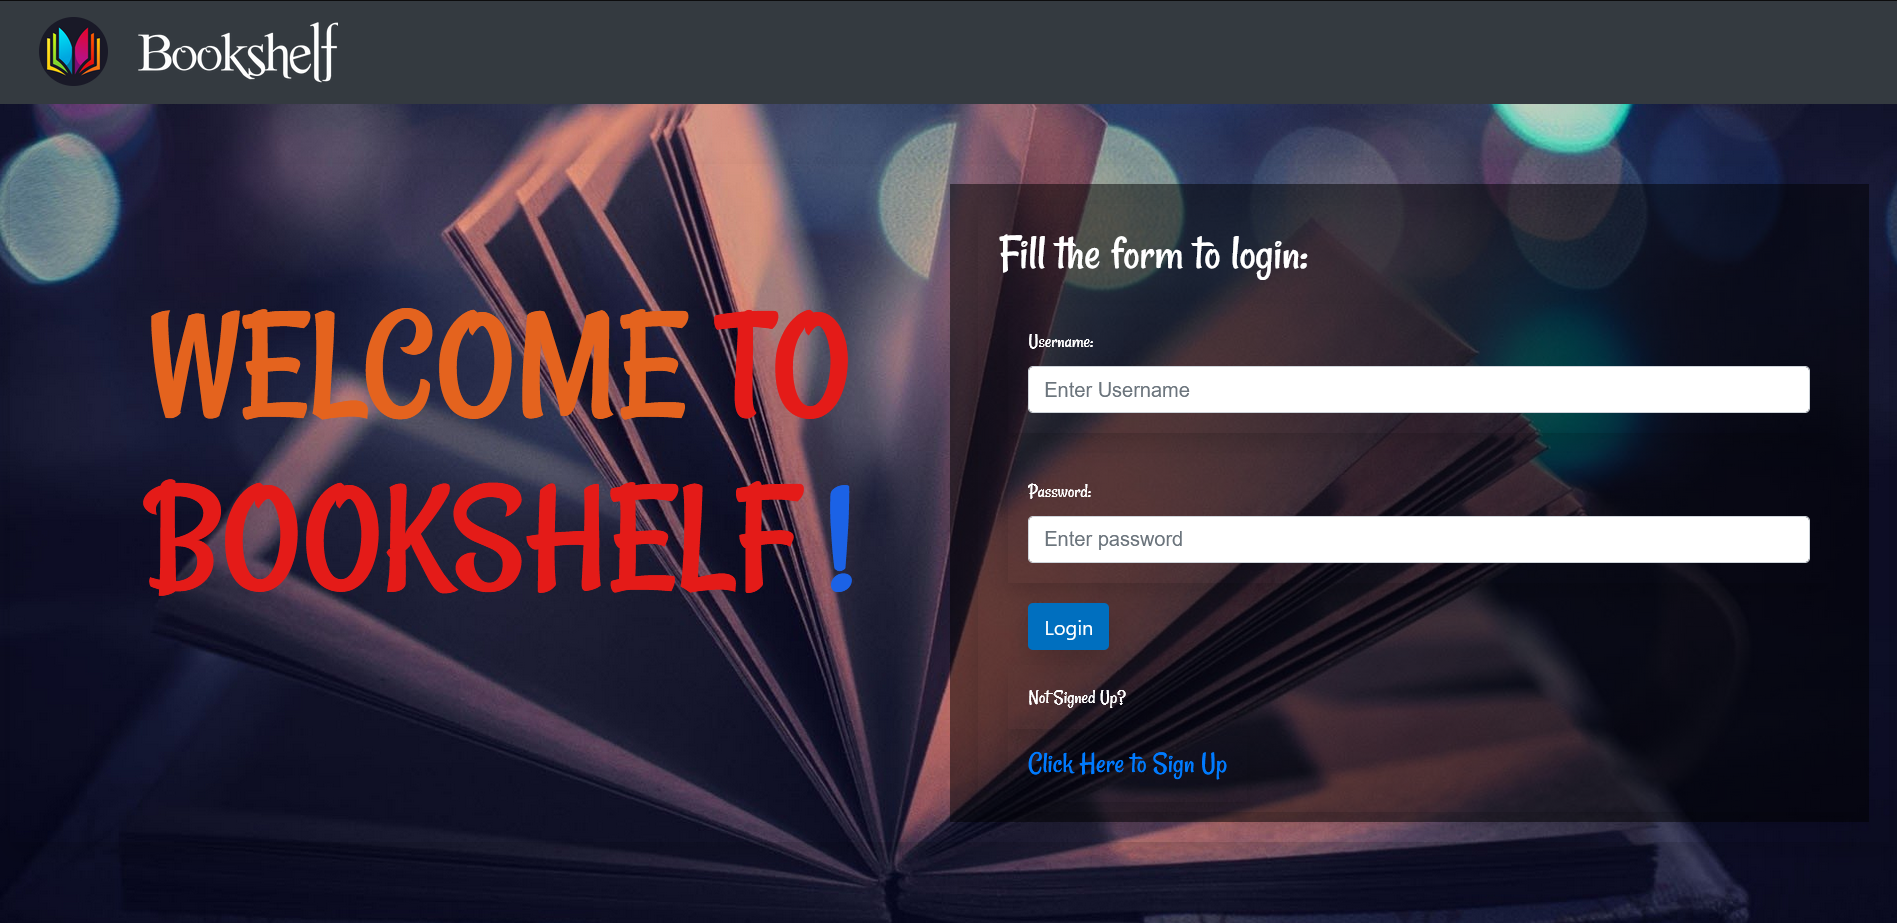 Bookshelf
WELCOME TO
BOOKSHELF !
Fill the form to login:
Username:
Enter Username
Password:
Enter password
Login
Not Signed Up?
Click Here to Sign Up